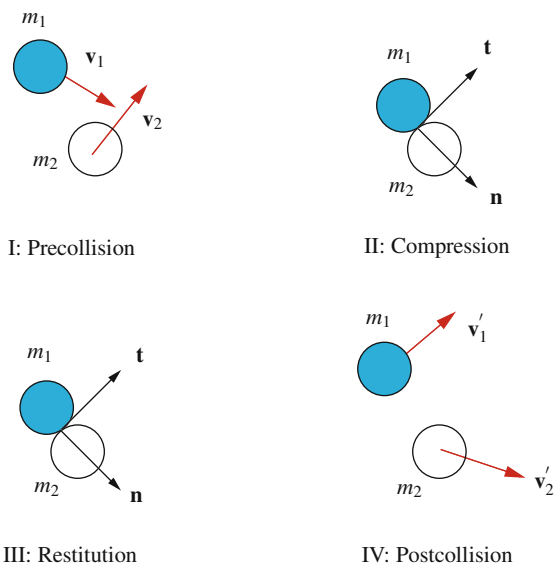 m₁
v₁
v₂
m₂
I: Precollision
m₁
t
m₂
n
II: Compression
m₁
t
m₂
n
III: Restitution
m₁
v₁′
m₂
v₂′
IV: Postcollision